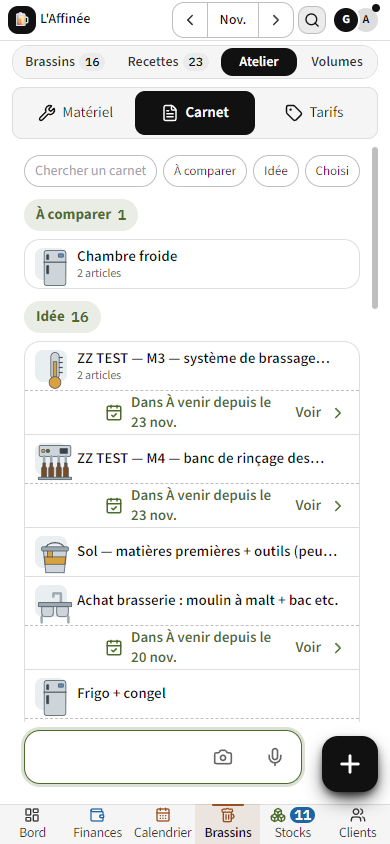 L'Affinée
Nov.
G
A
Brassins 16
Recettes 23
Atelier
Volumes
Matériel
Carnet
Tarifs
Chercher un carnet
À comparer
Idée
Choisi
À comparer 1
Chambre froide
2 articles
Idée 16
ZZ TEST — M3 — système de brassage…
2 articles
Dans À venir depuis le
23 nov.
Voir
ZZ TEST — M4 — banc de rinçage des…
Dans À venir depuis le
23 nov.
Voir
Sol — matières premières + outils (peu…
Achat brasserie : moulin à malt + bac etc.
Dans À venir depuis le
20 nov.
Voir
Frigo + congel
Bord
Finances
Calendrier
Brassins
11
Stocks
Clients